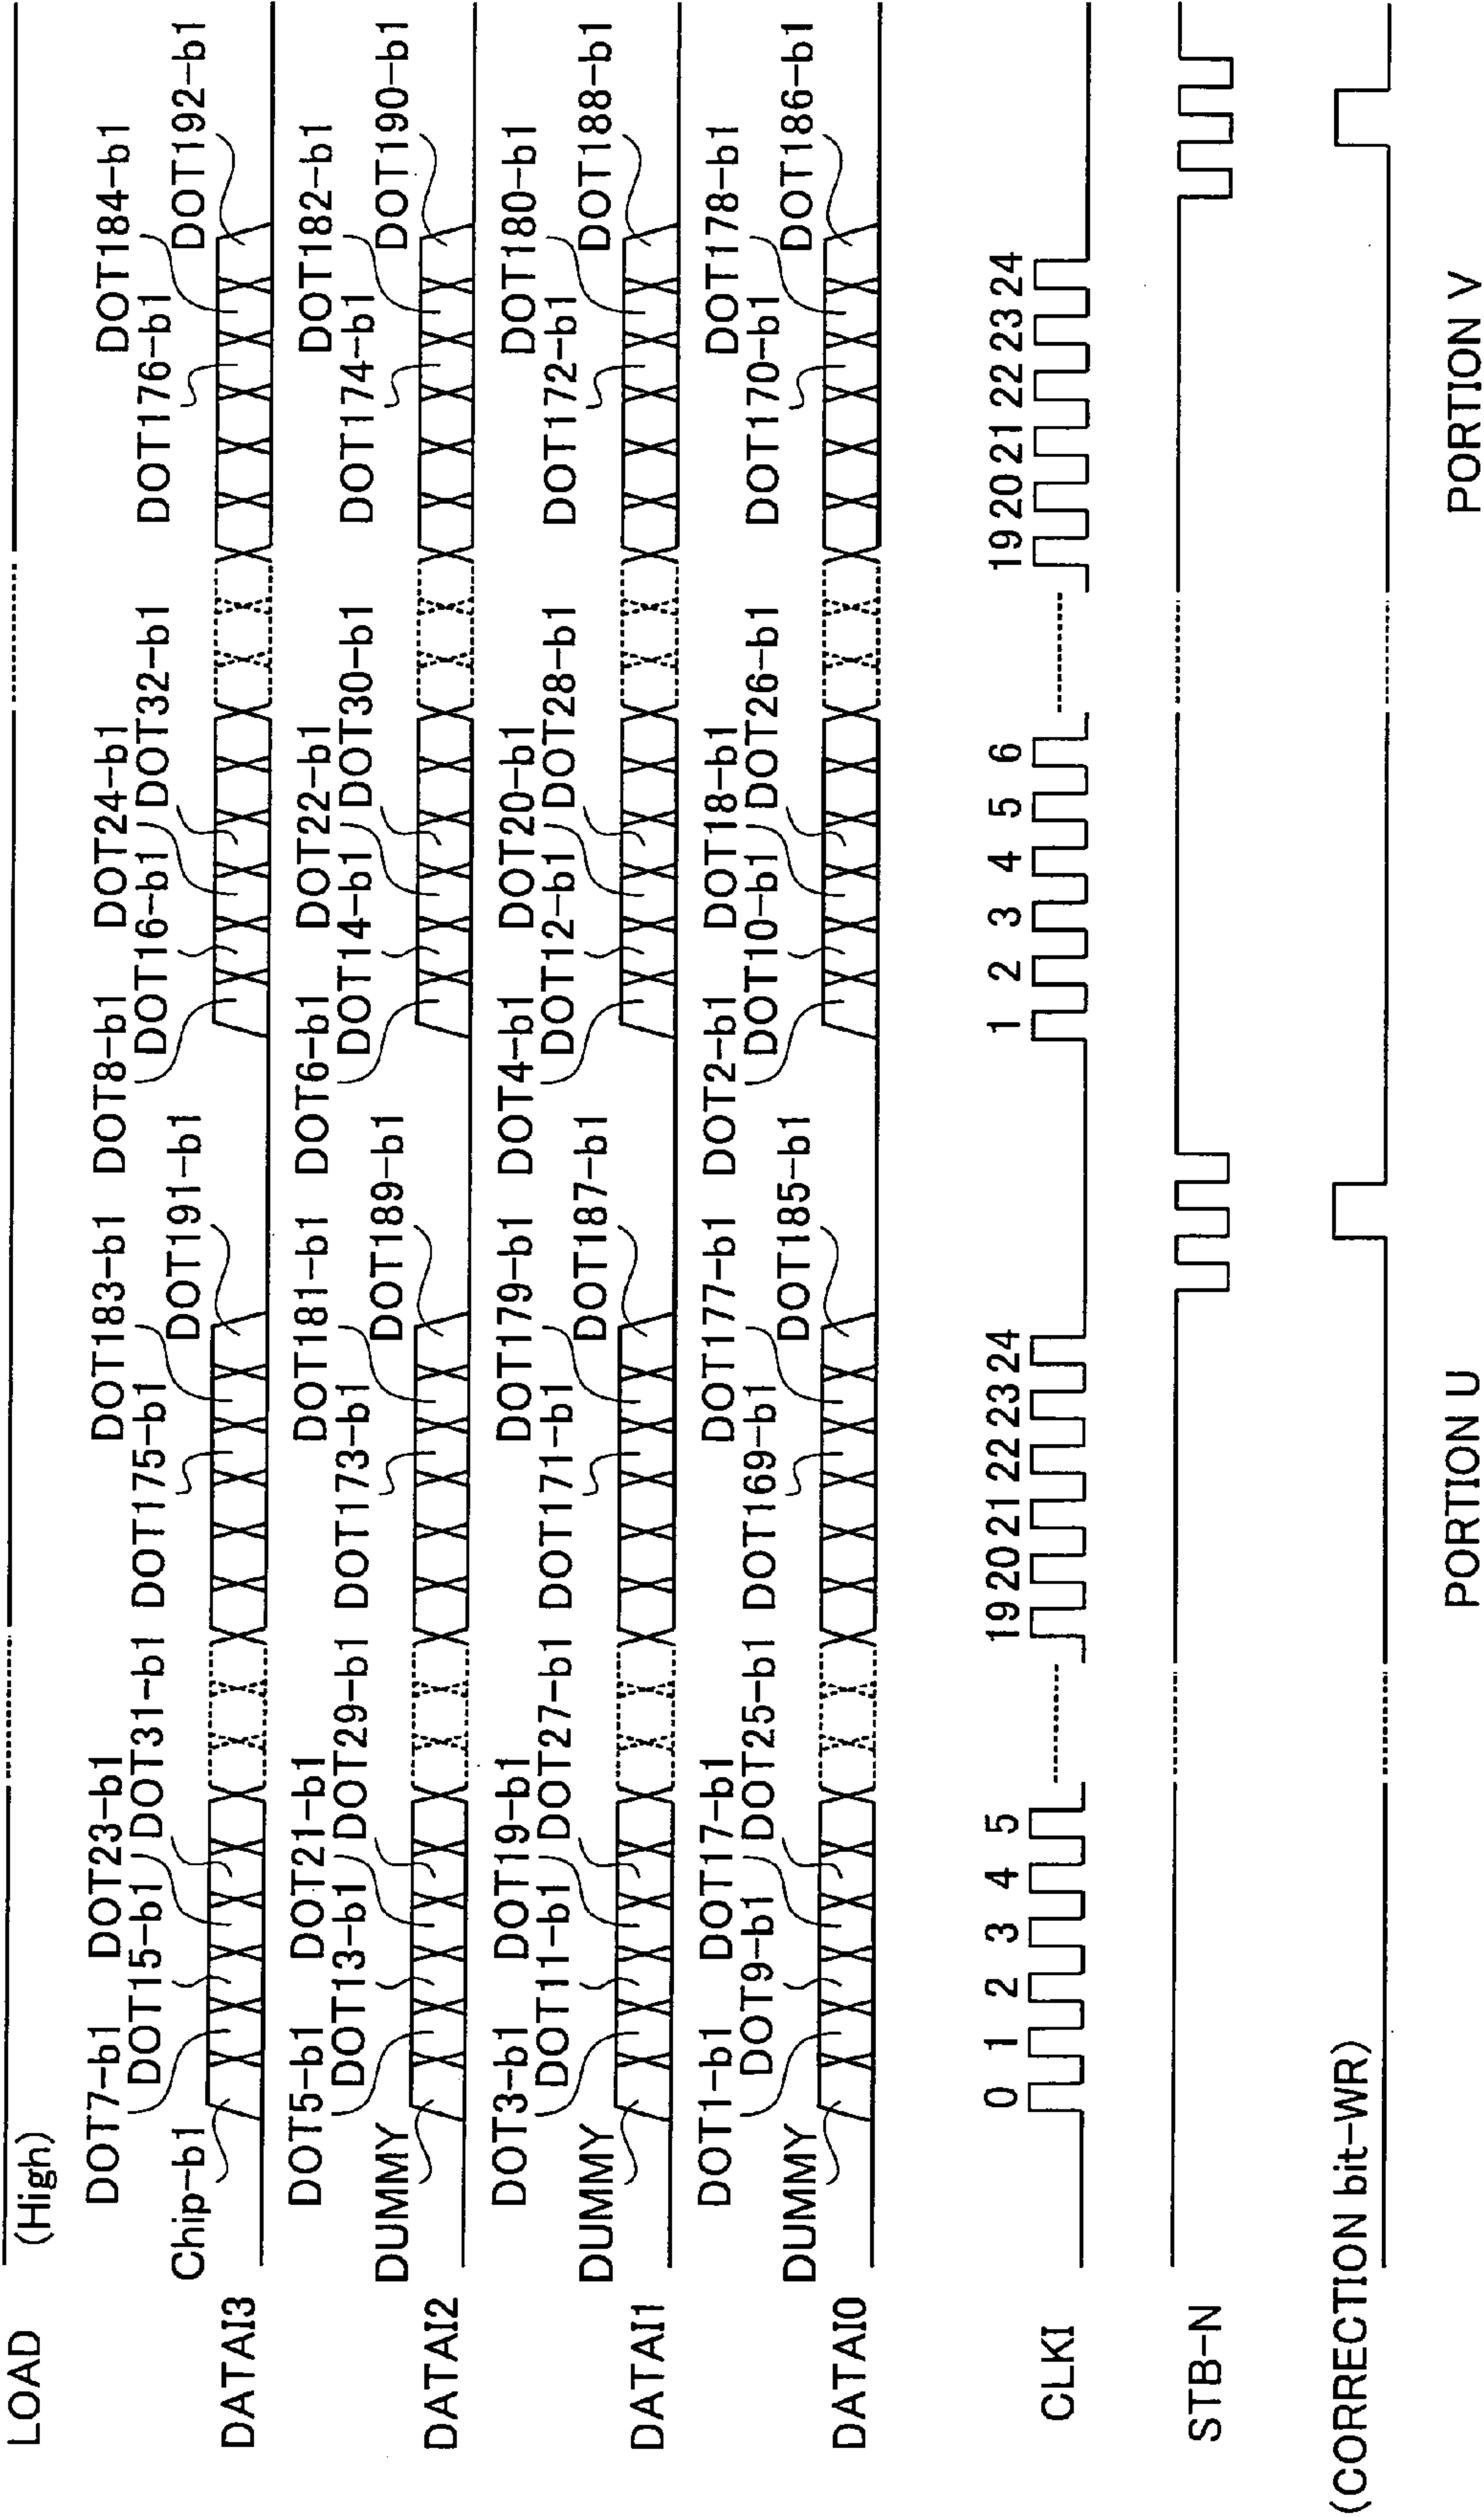 LOAD
(High)
DOT7-b1 DOT23-b1 DOT183-b1 DOT8-b1 DOT24-b1 DOT184-b1
DOT15-b1 DOT31-b1 DOT175-b1 DOT16-b1 DOT32-b1 DOT176-b1
Chip-b1 DOT191-b1 DOT192-b1
DATAI3
DOT5-b1 DOT21-b1 DOT181-b1 DOT6-b1 DOT22-b1 DOT182-b1
DOT13-b1 DOT29-b1 DOT173-b1 DOT14-b1 DOT30-b1 DOT174-b1
DUMMY DOT189-b1 DOT190-b1
DATAI2
DOT3-b1 DOT19-b1 DOT179-b1 DOT4-b1 DOT20-b1 DOT180-b1
DOT11-b1 DOT27-b1 DOT171-b1 DOT12-b1 DOT28-b1 DOT172-b1
DUMMY DOT187-b1 DOT188-b1
DATAI1
DOT1-b1 DOT17-b1 DOT177-b1 DOT2-b1 DOT18-b1 DOT178-b1
DOT9-b1 DOT25-b1 DOT169-b1 DOT10-b1 DOT26-b1 DOT170-b1
DUMMY DOT185-b1 DOT186-b1
DATAI0
0 1 2 3 4 5 19 20 21 22 23 24 1 2 3 4 5 6 19 20 21 22 23 24
CLKI
STB-N
(CORRECTION bit-WR)
PORTION U PORTION V